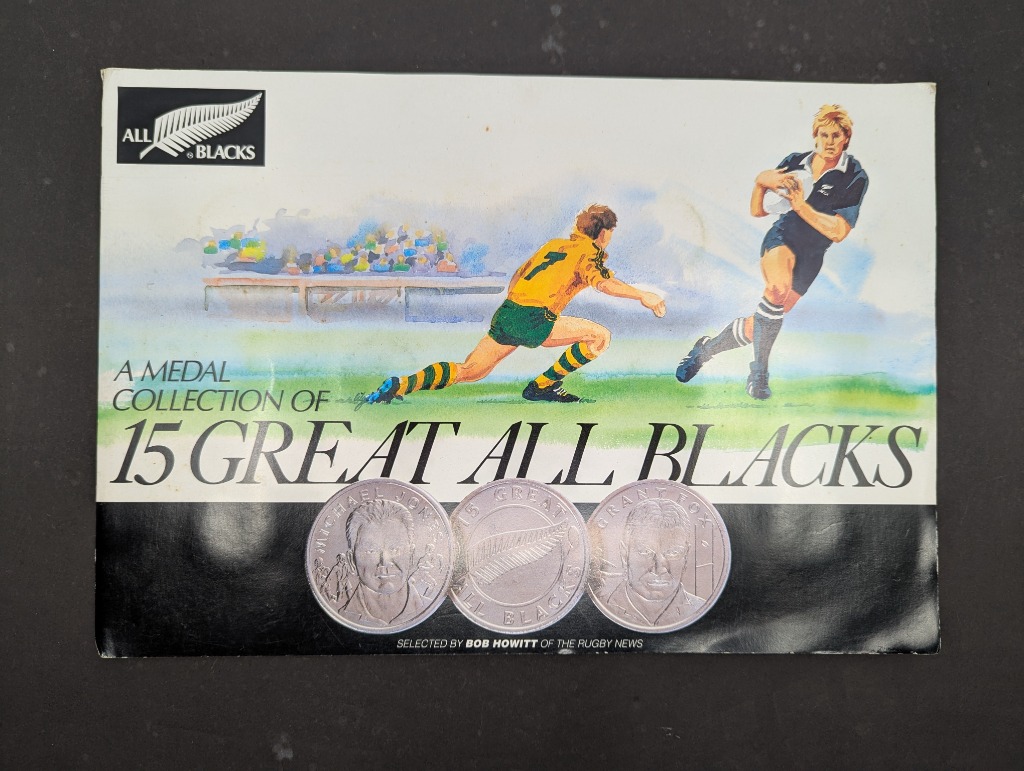 ALL BLACKS
7
A MEDAL
COLLECTION OF
15 GREAT ALL BLACKS
MICHAEL JONES
15 GREAT
ALL BLACKS
GRANT FOX
SELECTED BY BOB HOWITT OF THE RUGBY NEWS